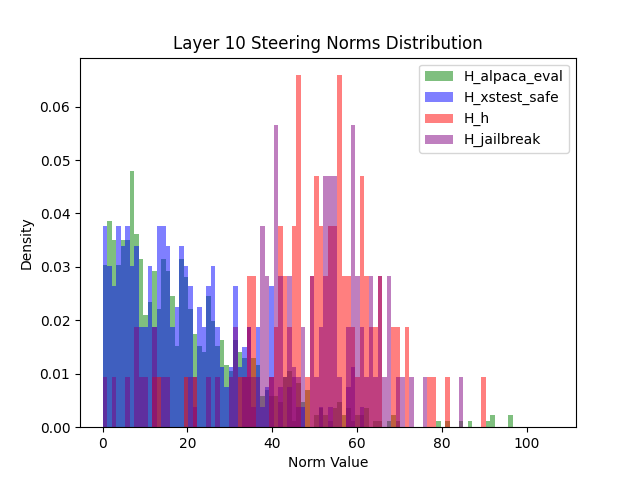 Layer 10 Steering Norms Distribution
H_alpaca_eval
H_xstest_safe
H_h
H_jailbreak
0.06
0.05
0.04
0.03
0.02
0.01
0.00
Density
0 20 40 60 80 100
Norm Value